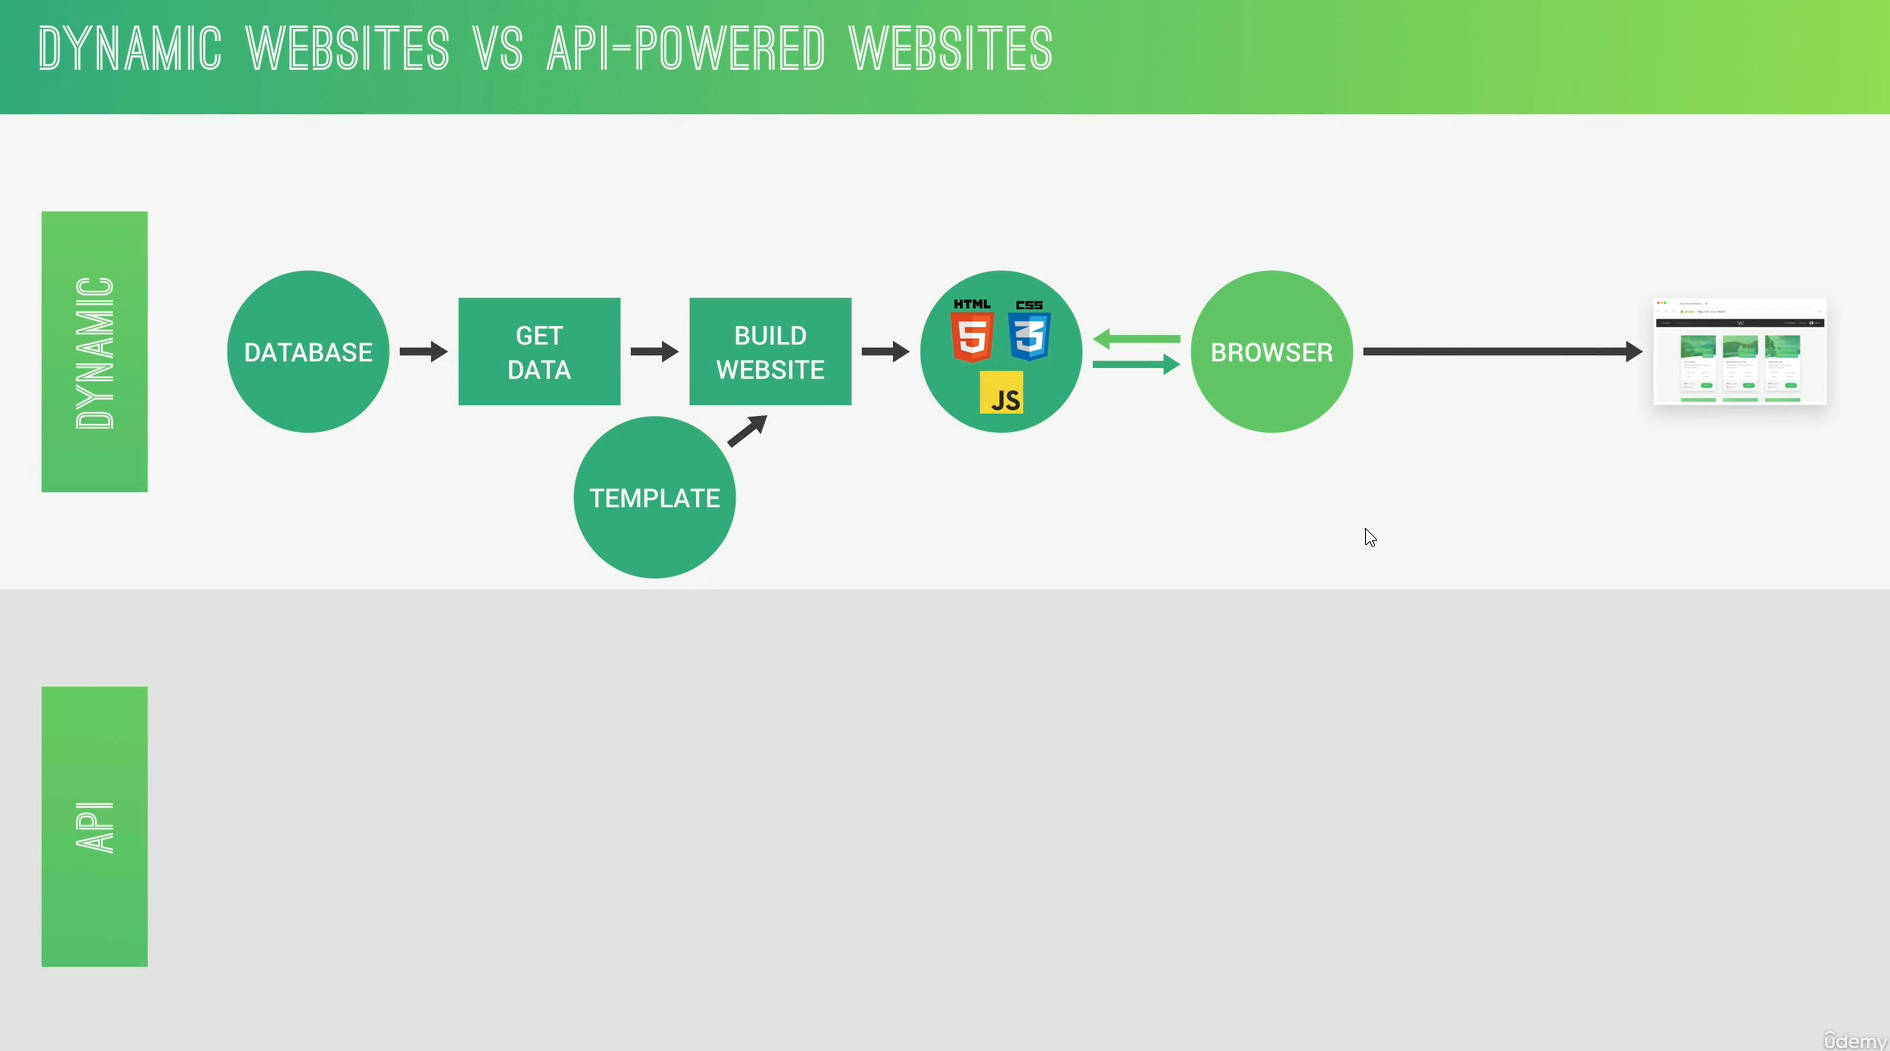 DYNAMIC WEBSITES VS API-POWERED WEBSITES
DYNAMIC
DATABASE
GET
DATA
BUILD
WEBSITE
HTML
5
CSS
3
JS
BROWSER
TEMPLATE
API
ûdemy